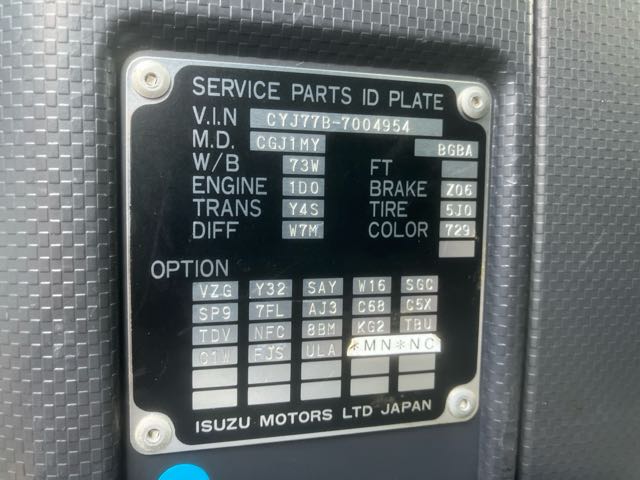 SERVICE PARTS ID PLATE
V.I.N CYJ77B-7004954
M.D. CGJ1MY BGBA
W/B 73W FT
ENGINE 1D0 BRAKE Z06
TRANS Y4S TIRE 5J0
DIFF W7M COLOR 729
OPTION
VZG Y32 SAY W16 SGC
SP9 7FL AJ3 C68 C5X
TDV NFC 8BM KG2 TBU
C1W FJS ULA *MN*NC
ISUZU MOTORS LTD JAPAN